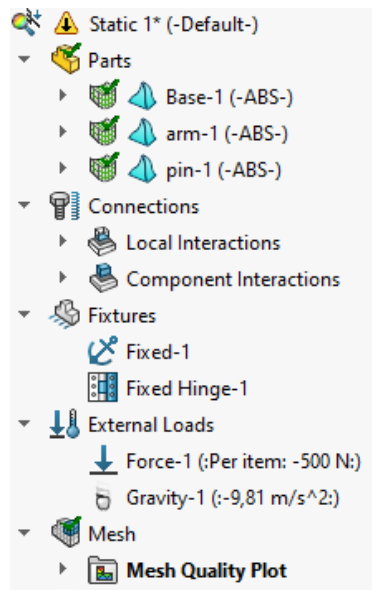 Static 1* (-Default-)
Parts
Base-1 (-ABS-)
arm-1 (-ABS-)
pin-1 (-ABS-)
Connections
Local Interactions
Component Interactions
Fixtures
Fixed-1
Fixed Hinge-1
External Loads
Force-1 (:Per item: -500 N:)
Gravity-1 (:-9,81 m/s^2:)
Mesh
Mesh Quality Plot